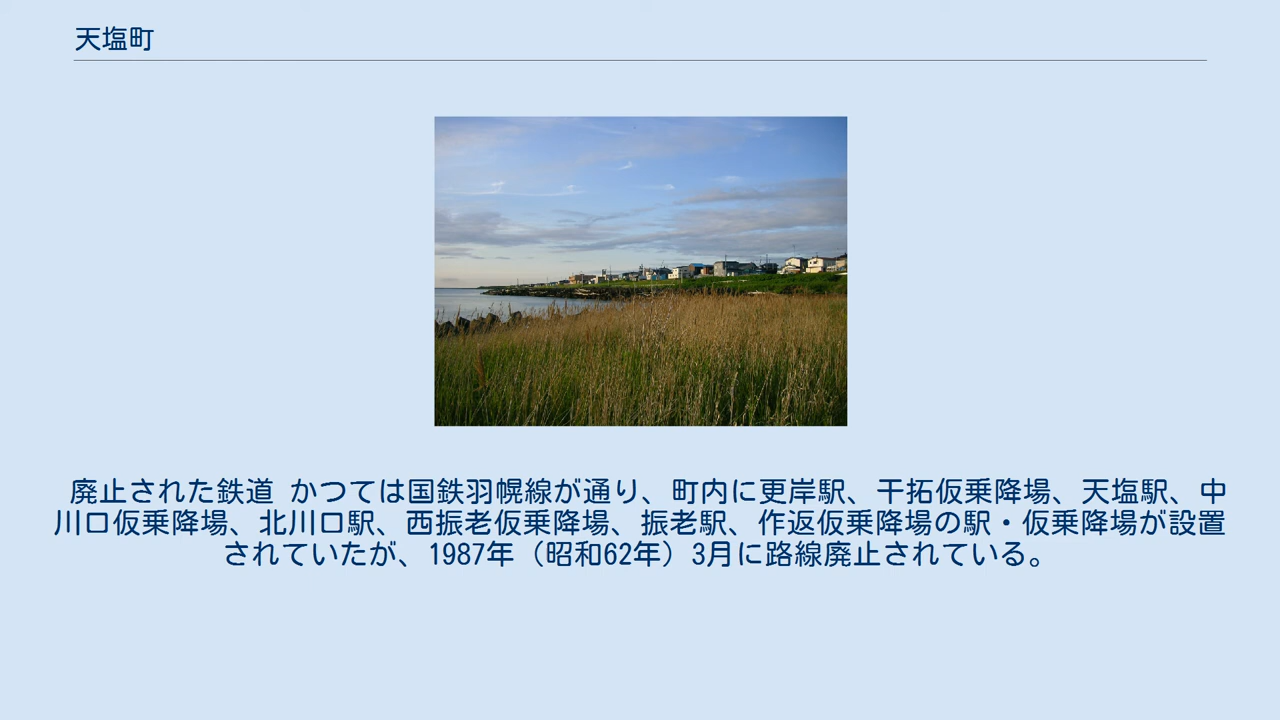 天塩町
廃止された鉄道 かつては国鉄羽幌線が通り、町内に更岸駅、干拓仮乗降場、天塩駅、中
川口仮乗降場、北川口駅、西振老仮乗降場、振老駅、作返仮乗降場の駅・仮乗降場が設置
されていたが、1987年（昭和62年）3月に路線廃止されている。